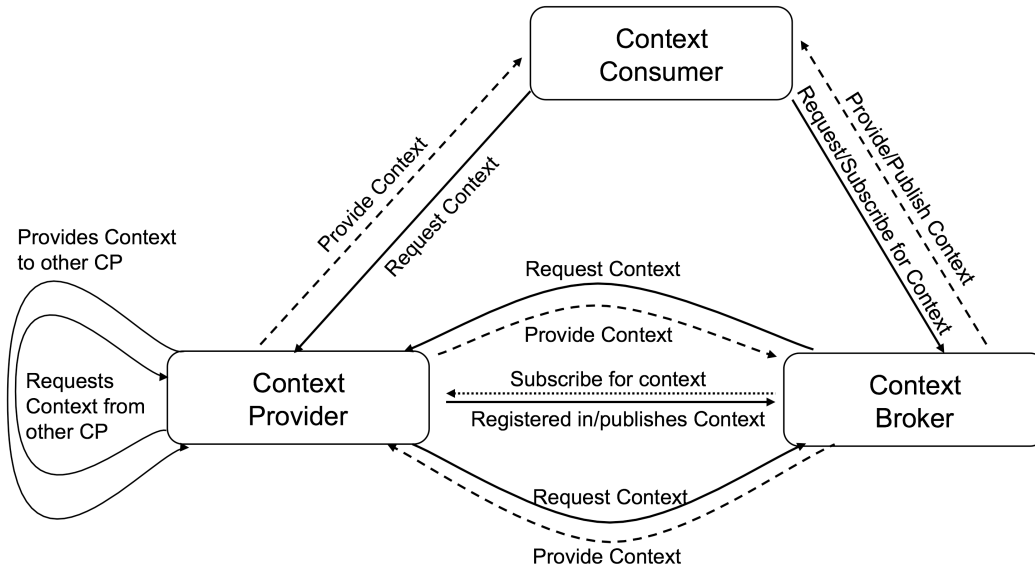 Context
Consumer
Provide Context
Request Context
Request/Subscribe for Context
Provide/Publish Context
Provides Context
to other CP
Request Context
Provide Context
Requests
Context from
other CP
Context
Provider
Subscribe for context
Registered in/publishes Context
Context
Broker
Request Context
Provide Context